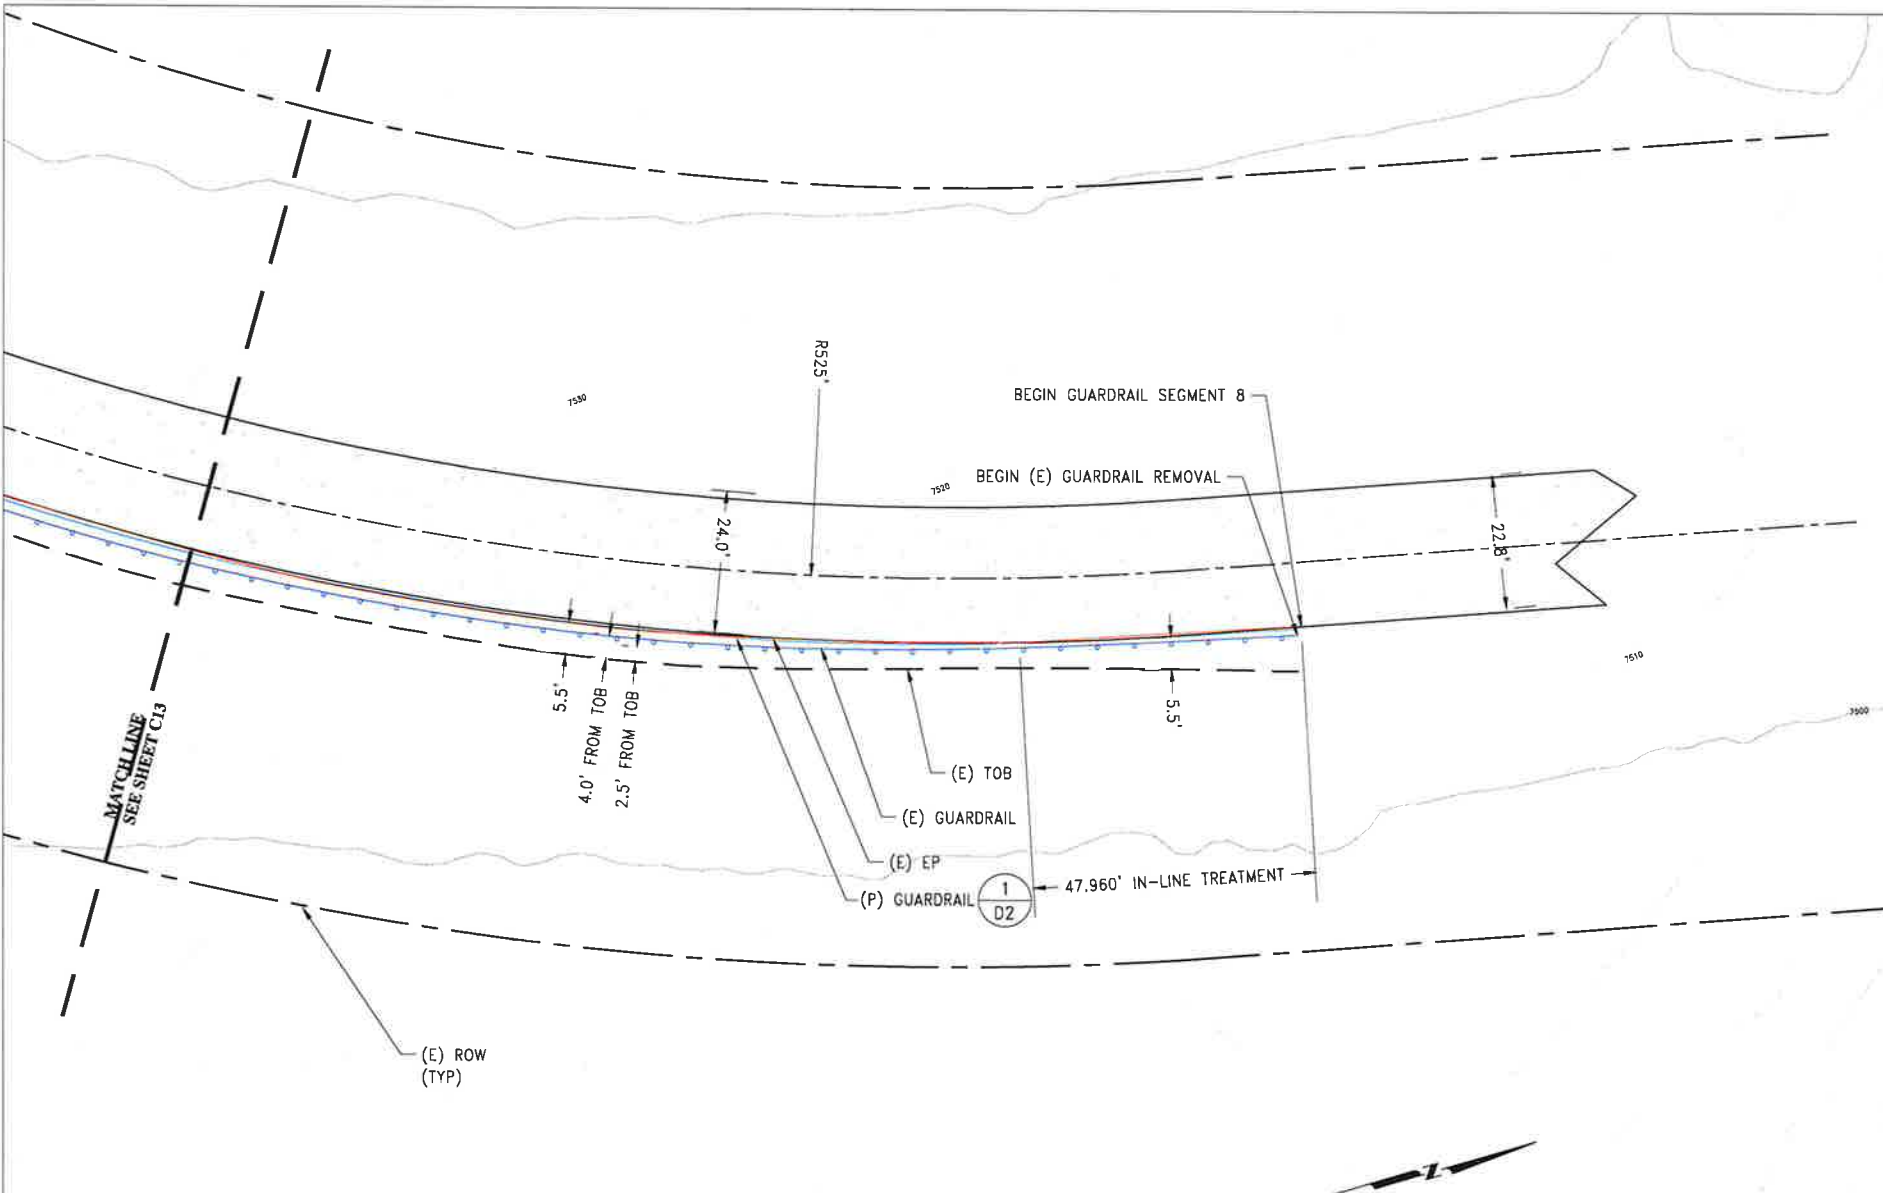 R525'
BEGIN GUARDRAIL SEGMENT 8
7530
BEGIN (E) GUARDRAIL REMOVAL
7520
24.0'
22.8'
7510
5.5'
4.0' FROM TOB
2.5' FROM TOB
5.5'
7500
MATCH LINE
SEE SHEET C13
(E) TOB
(E) GUARDRAIL
(E) EP
(P) GUARDRAIL
1
D2
47.960' IN-LINE TREATMENT
(E) ROW
(TYP)
Z